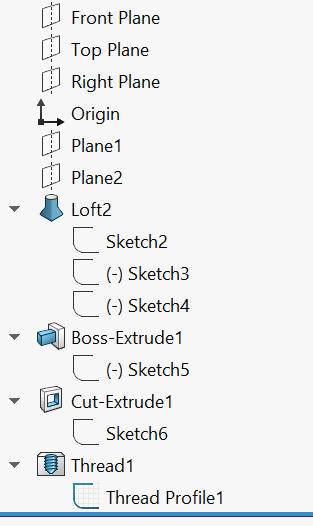 Front Plane
Top Plane
Right Plane
Origin
Plane1
Plane2
Loft2
Sketch2
(-) Sketch3
(-) Sketch4
Boss-Extrude1
(-) Sketch5
Cut-Extrude1
Sketch6
Thread1
Thread Profile1